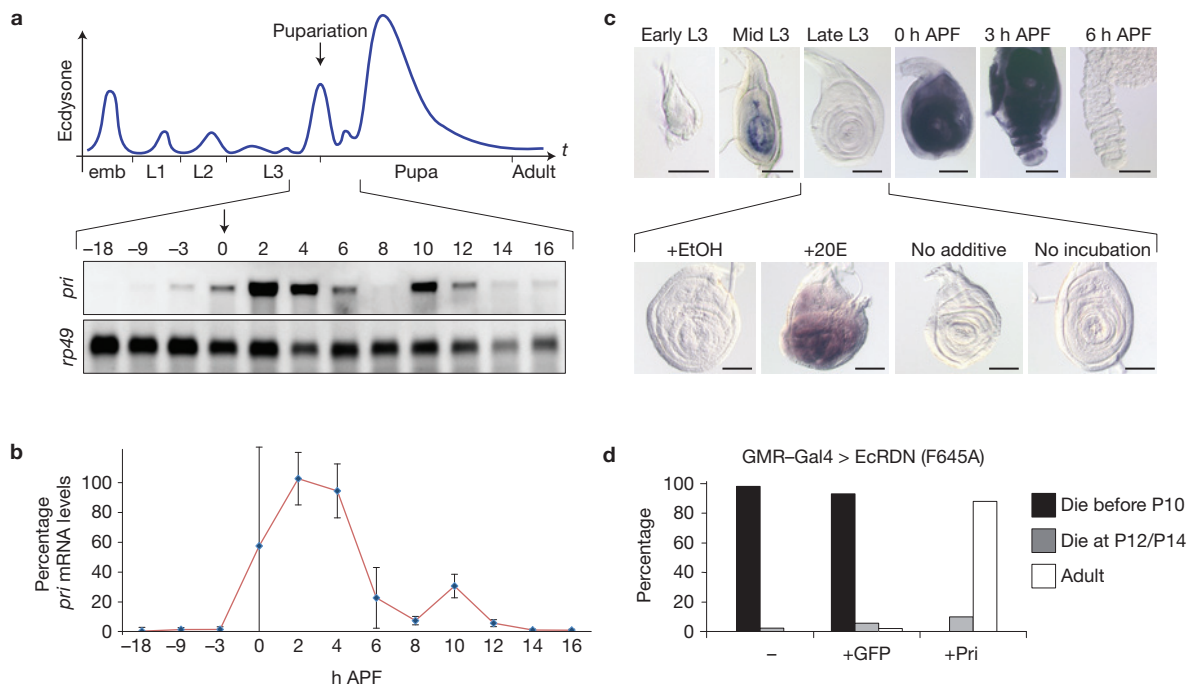 a
Pupariation
Ecdysone
t
emb L1 L2 L3 Pupa Adult
–18 –9 –3 0 2 4 6 8 10 12 14 16
pri
rp49
b
Percentage
pri mRNA levels
100
80
60
40
20
0
–18 –9 –3 0 2 4 6 8 10 12 14 16
h APF
c
Early L3 Mid L3 Late L3 0 h APF 3 h APF 6 h APF
+EtOH +20E No additive No incubation
d
GMR–Gal4 > EcRDN (F645A)
Percentage
100
80
60
40
20
0
– +GFP +Pri
Die before P10
Die at P12/P14
Adult